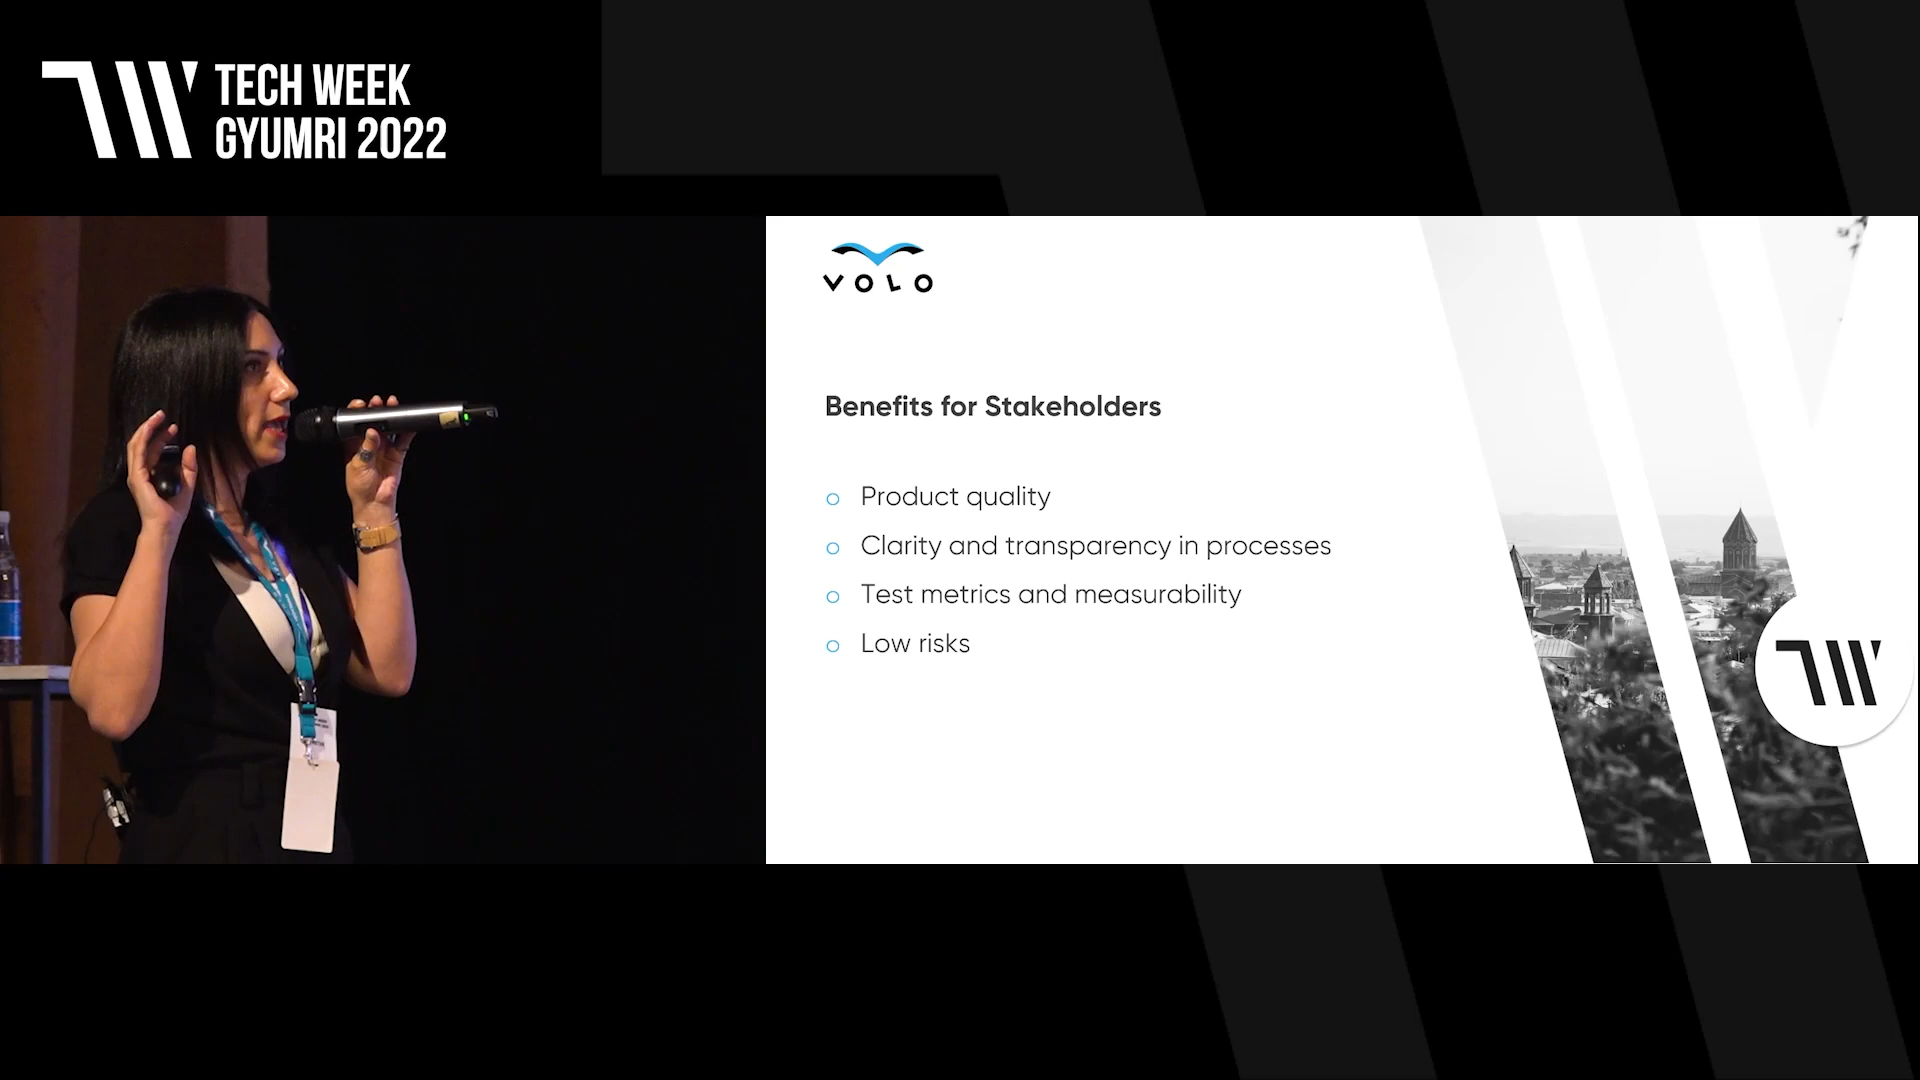 TECH WEEK
GYUMRI 2022
VOLO
Benefits for Stakeholders
o Product quality
o Clarity and transparency in processes
o Test metrics and measurability
o Low risks